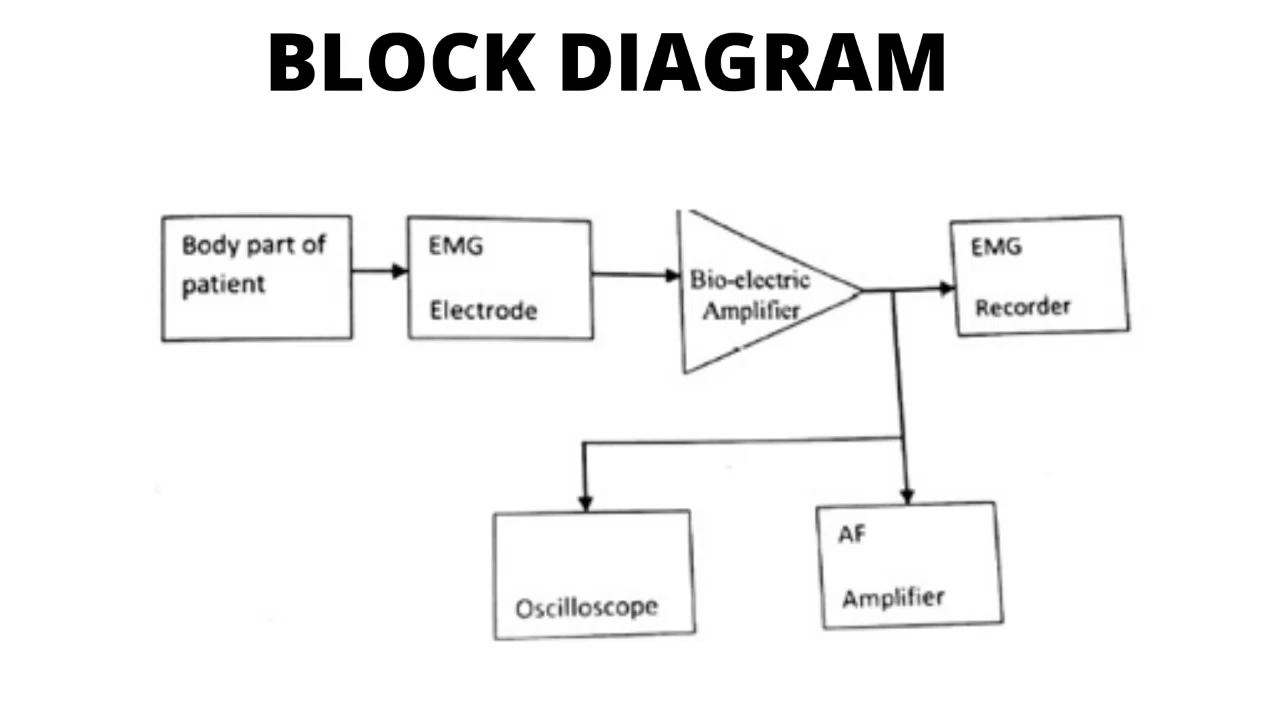 BLOCK DIAGRAM
Body part of
patient
EMG
Electrode
Bio-electric
Amplifier
EMG
Recorder
Oscilloscope
AF
Amplifier